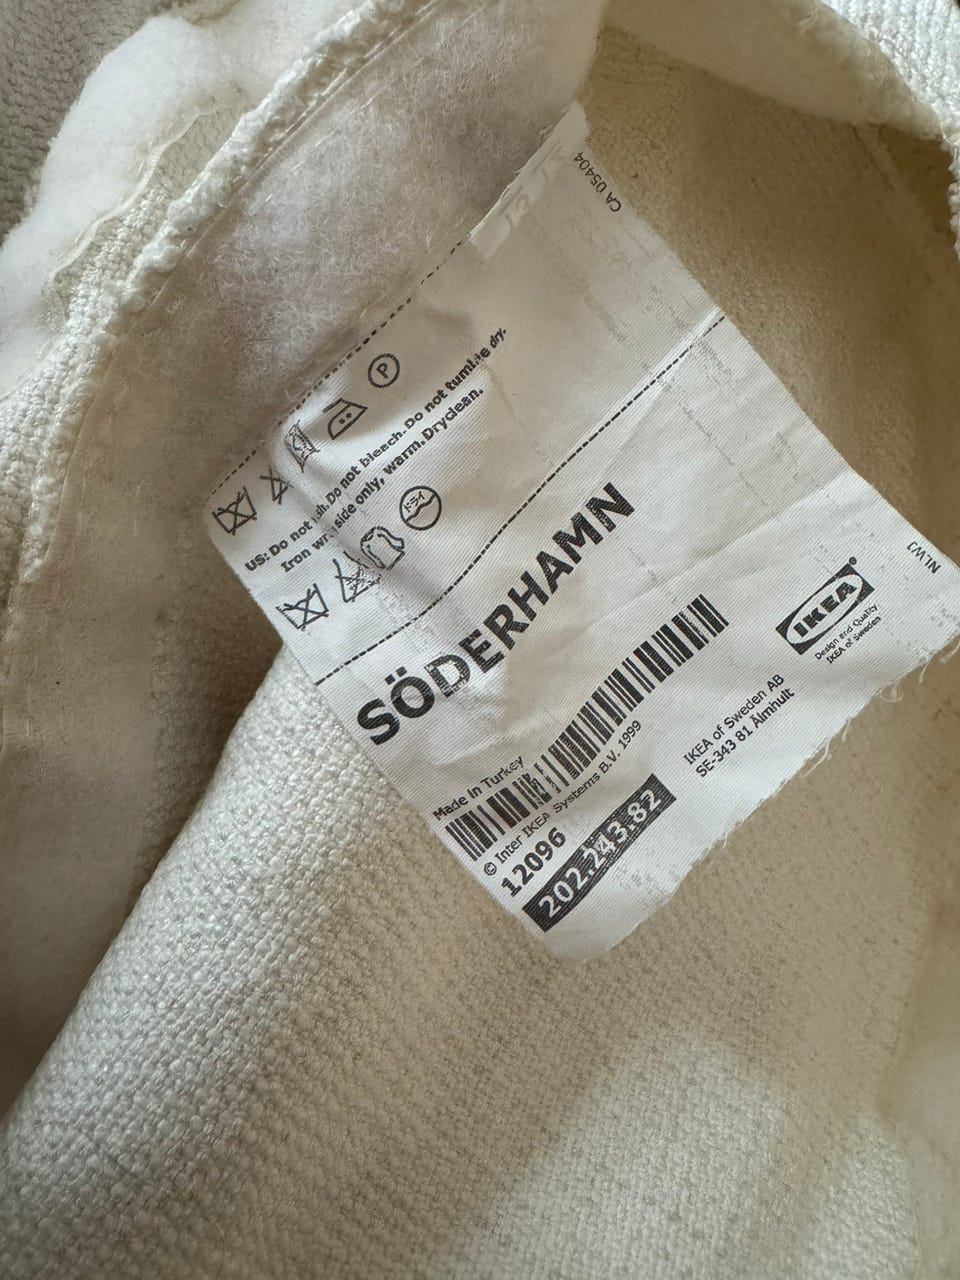 CA 05404
P
US: Do not . Do not bleach. Do not tumble dry.
Iron side only, warm. Dryclean.
SÖDERHAMN
NLW3
Made in Turkey
© Inter IKEA Systems B.V. 1999
12096
202.243.82
IKEA
Design and Quality
IKEA of Sweden
IKEA of Sweden AB
SE-343 81 Älmhult